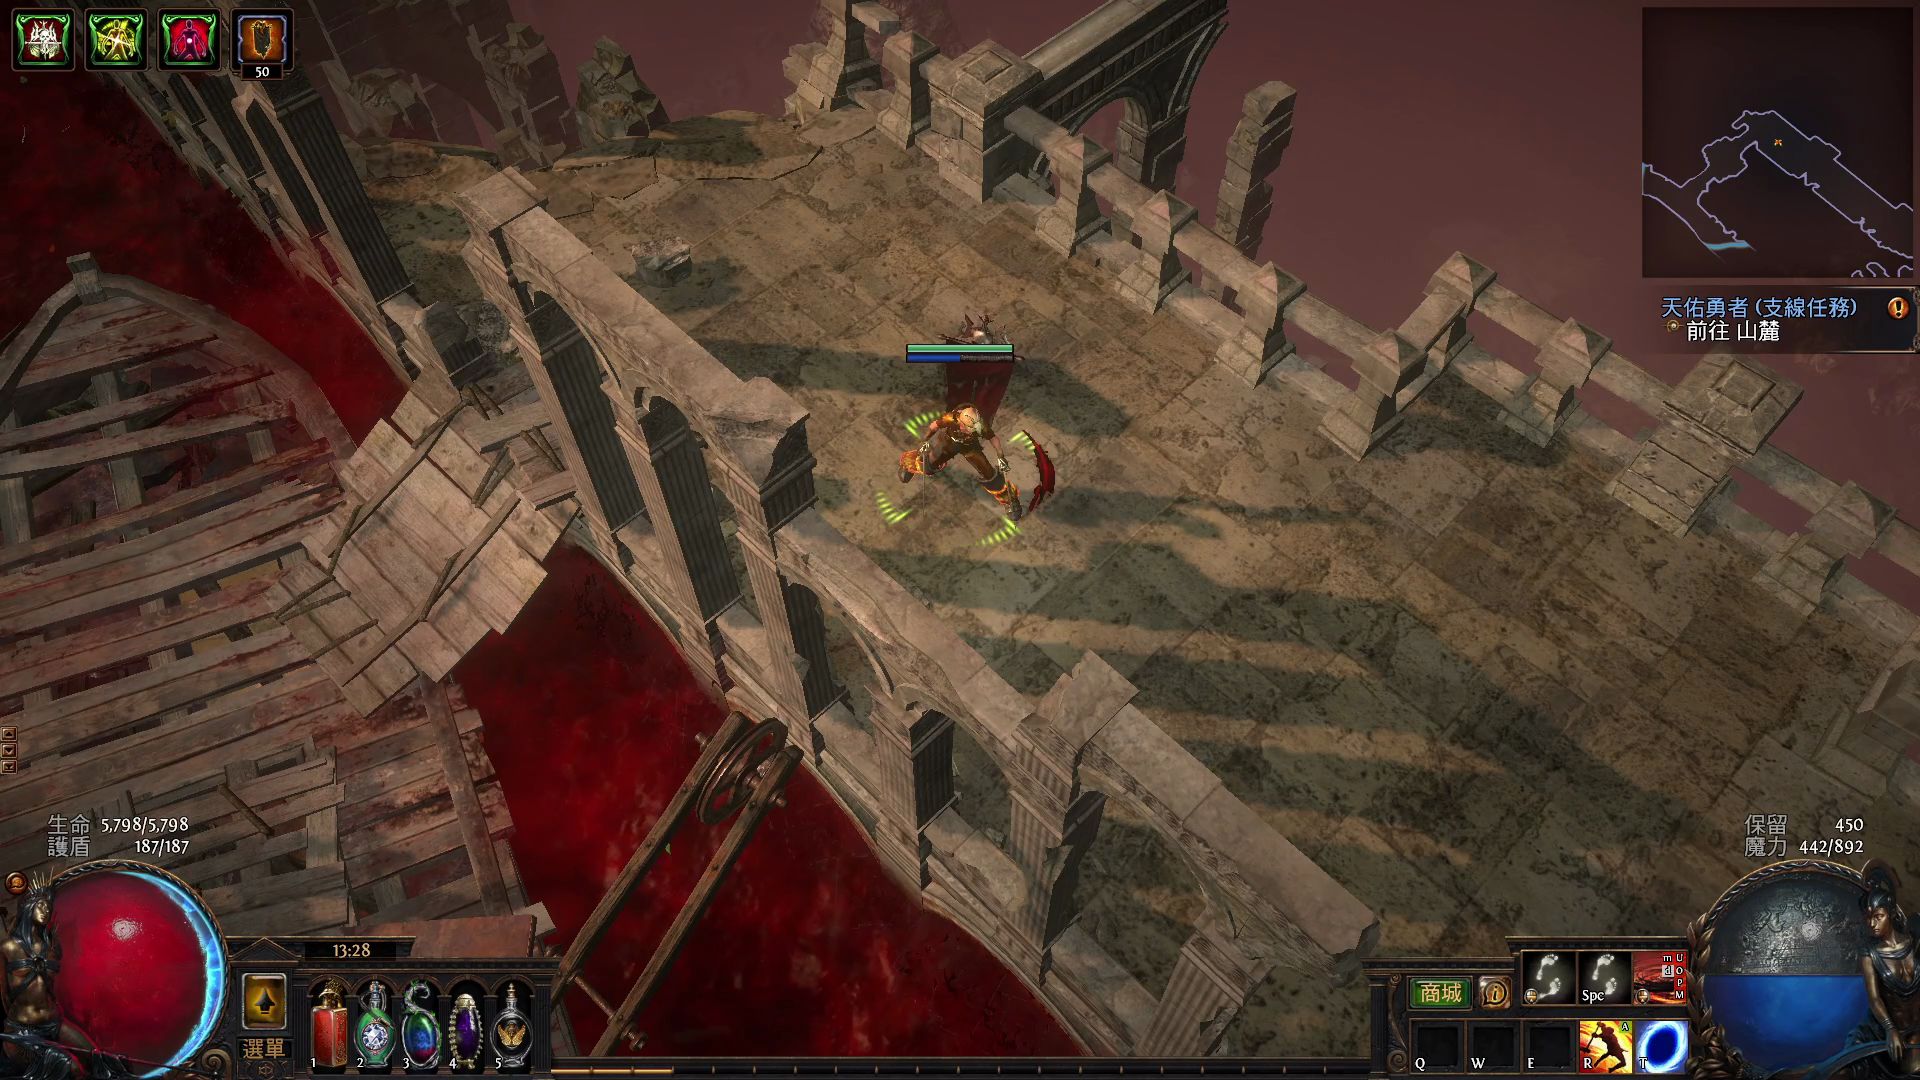 50
天佑勇者 (支線任務)
前往 山麓
生命 5,798/5,798
護盾 187/187
保留 450
魔力 442/892
13:28
選單
1 2 3 4 5
商城
Spc
Q W E R T
A